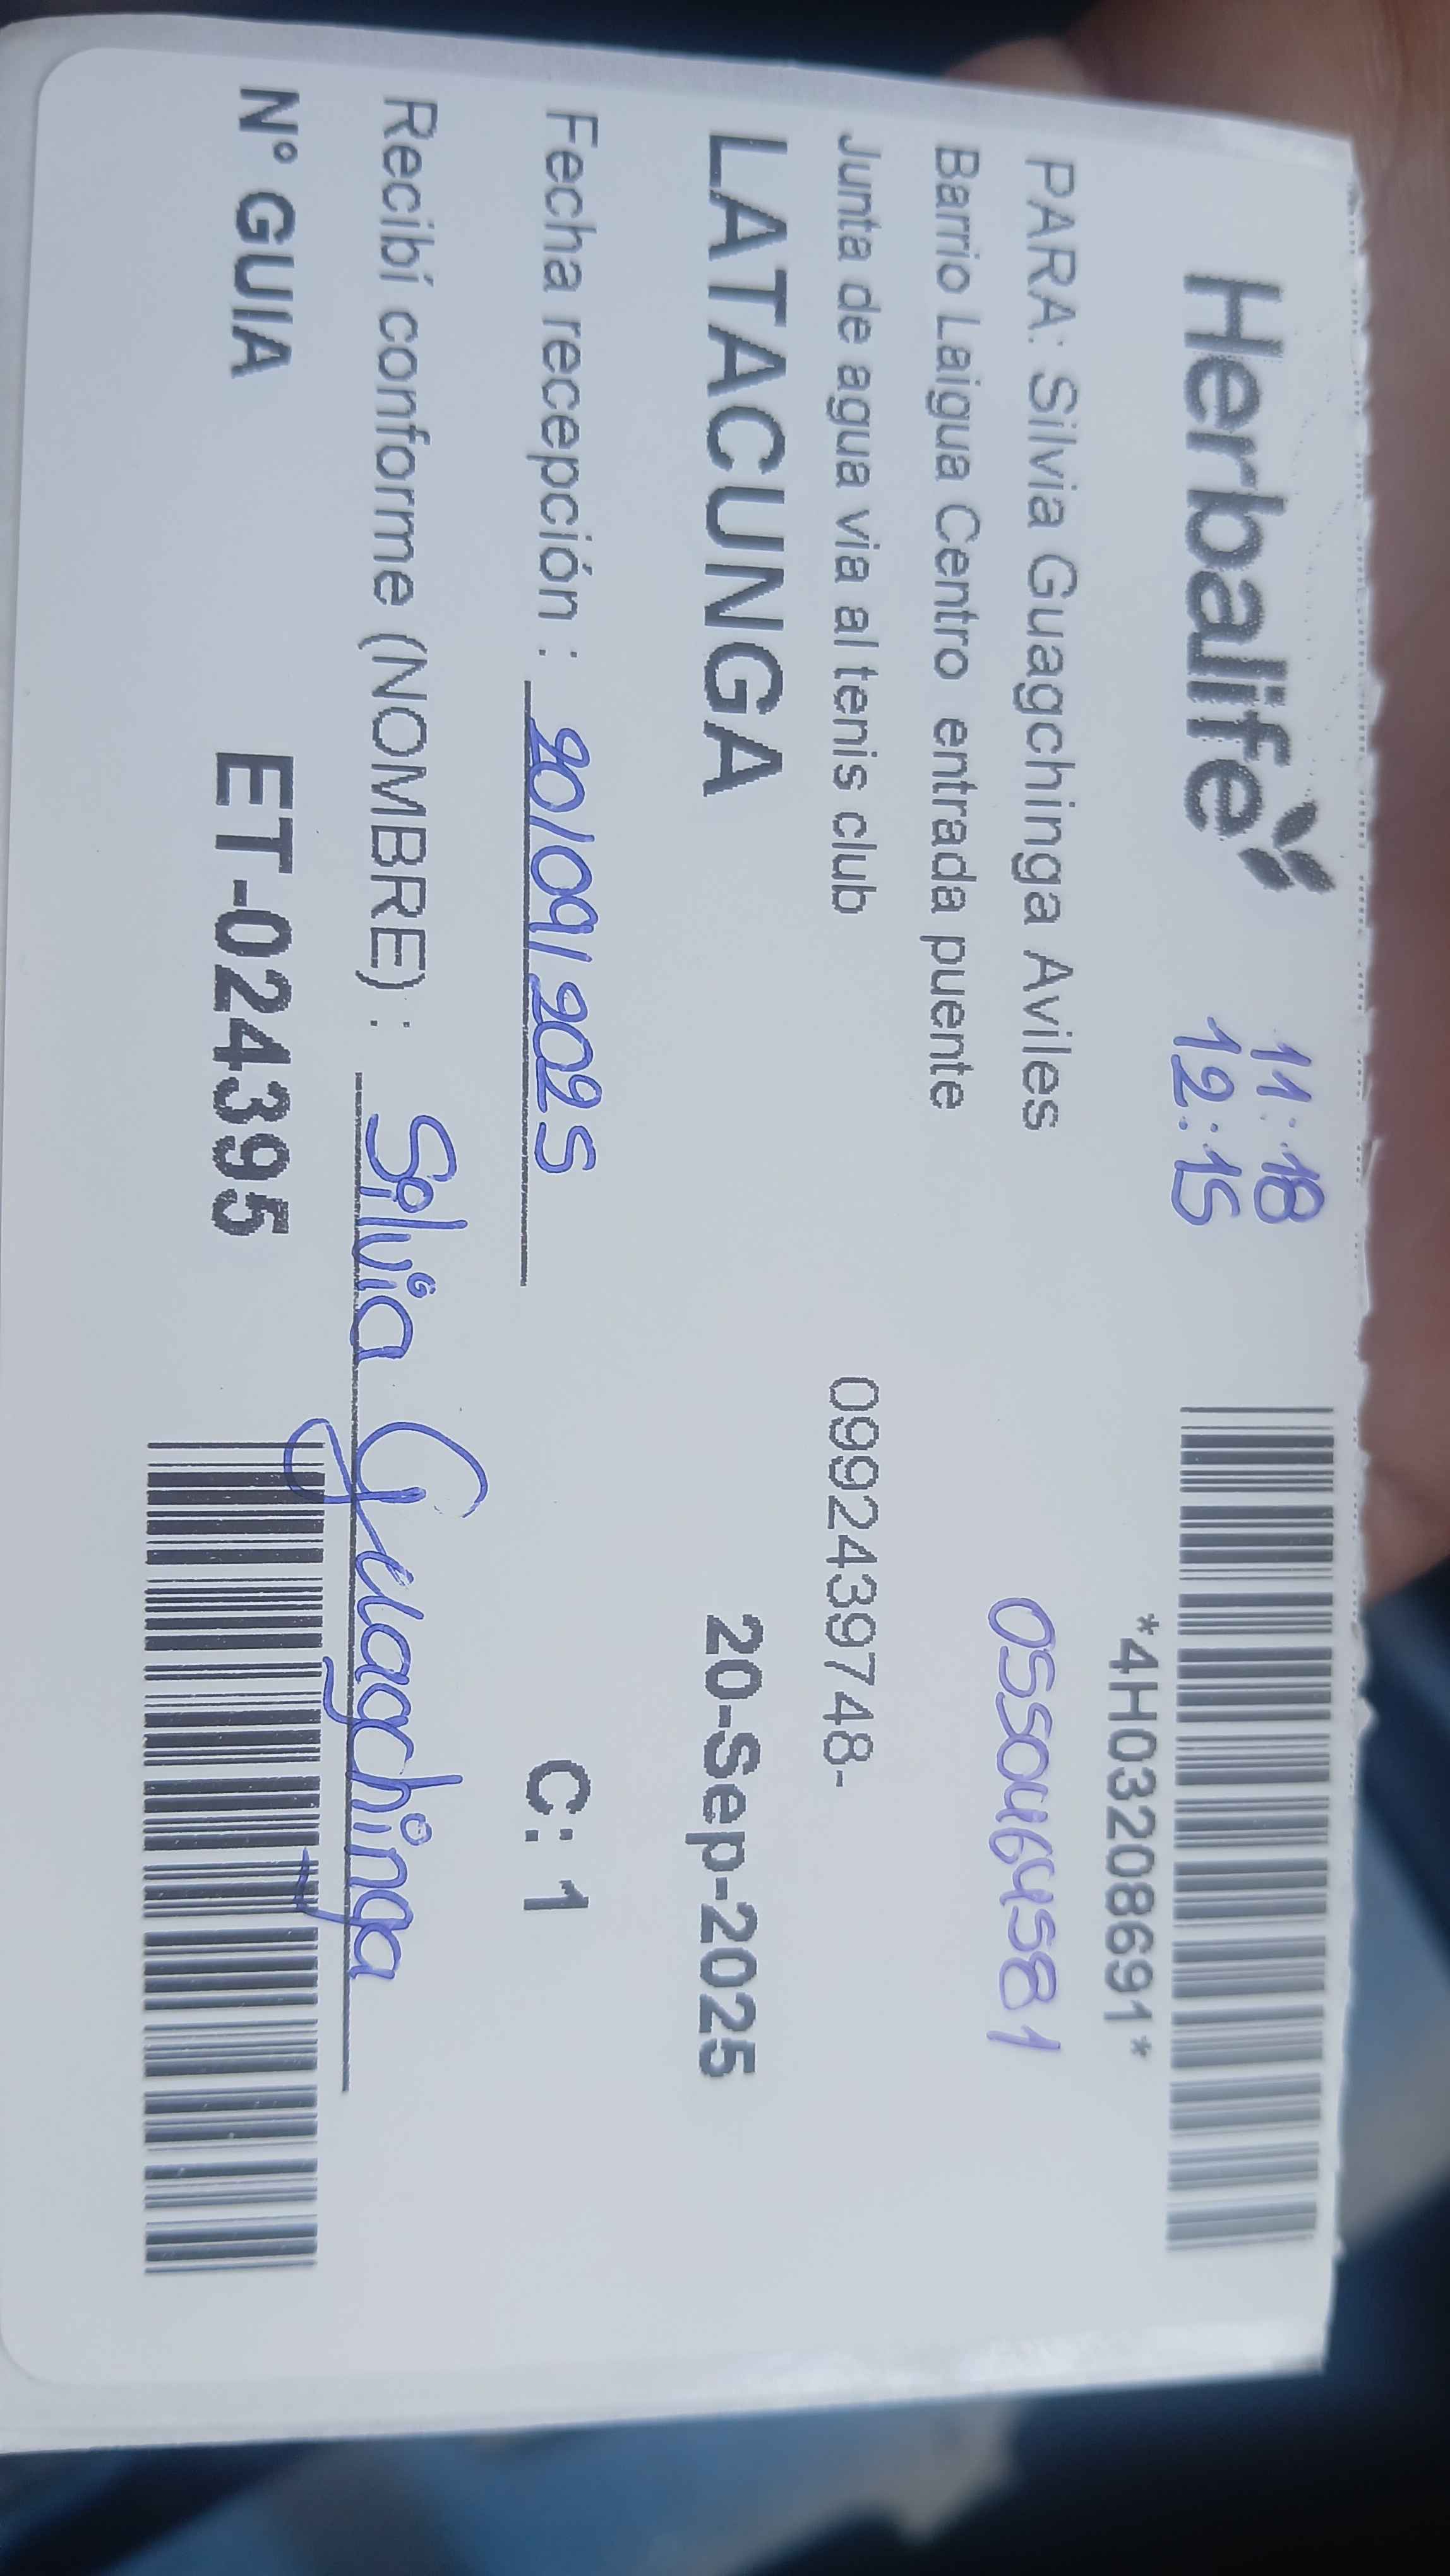 Herbalife
11:18
12:15
*4H03208691*
PARA: Silvia Guagchinga Aviles
0550464581
Barrio Laigua Centro entrada puente
Junta de agua via al tenis club
0992439748-
LATACUNGA
20-Sep-2025
Fecha recepción : 20/09/2025
C: 1
Recibí conforme (NOMBRE) : Silvia Guagchinga
N° GUIA
ET-024395